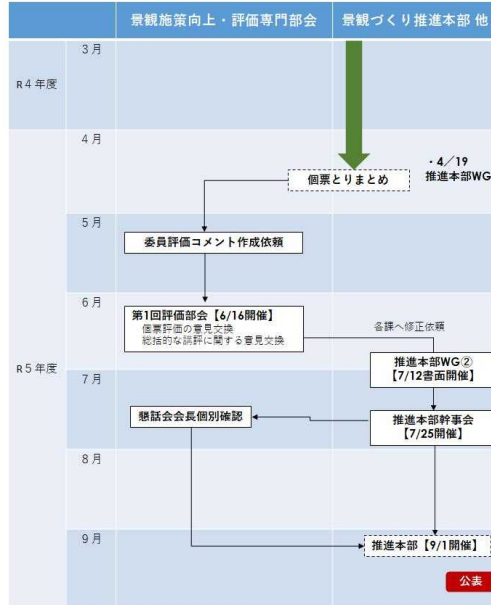 景観施策向上・評価専門部会
景観づくり推進本部 他
R4年度
3月
R5年度
4月
・4／19
推進本部WG
個票とりまとめ
5月
委員評価コメント作成依頼
6月
第1回評価部会【6/16開催】
個票評価の意見交換
総括的な講評に関する意見交換
各課へ修正依頼
推進本部WG②
【7/12書面開催】
7月
懇話会会長個別確認
推進本部幹事会
【7/25開催】
8月
9月
推進本部【9/1開催】
公表